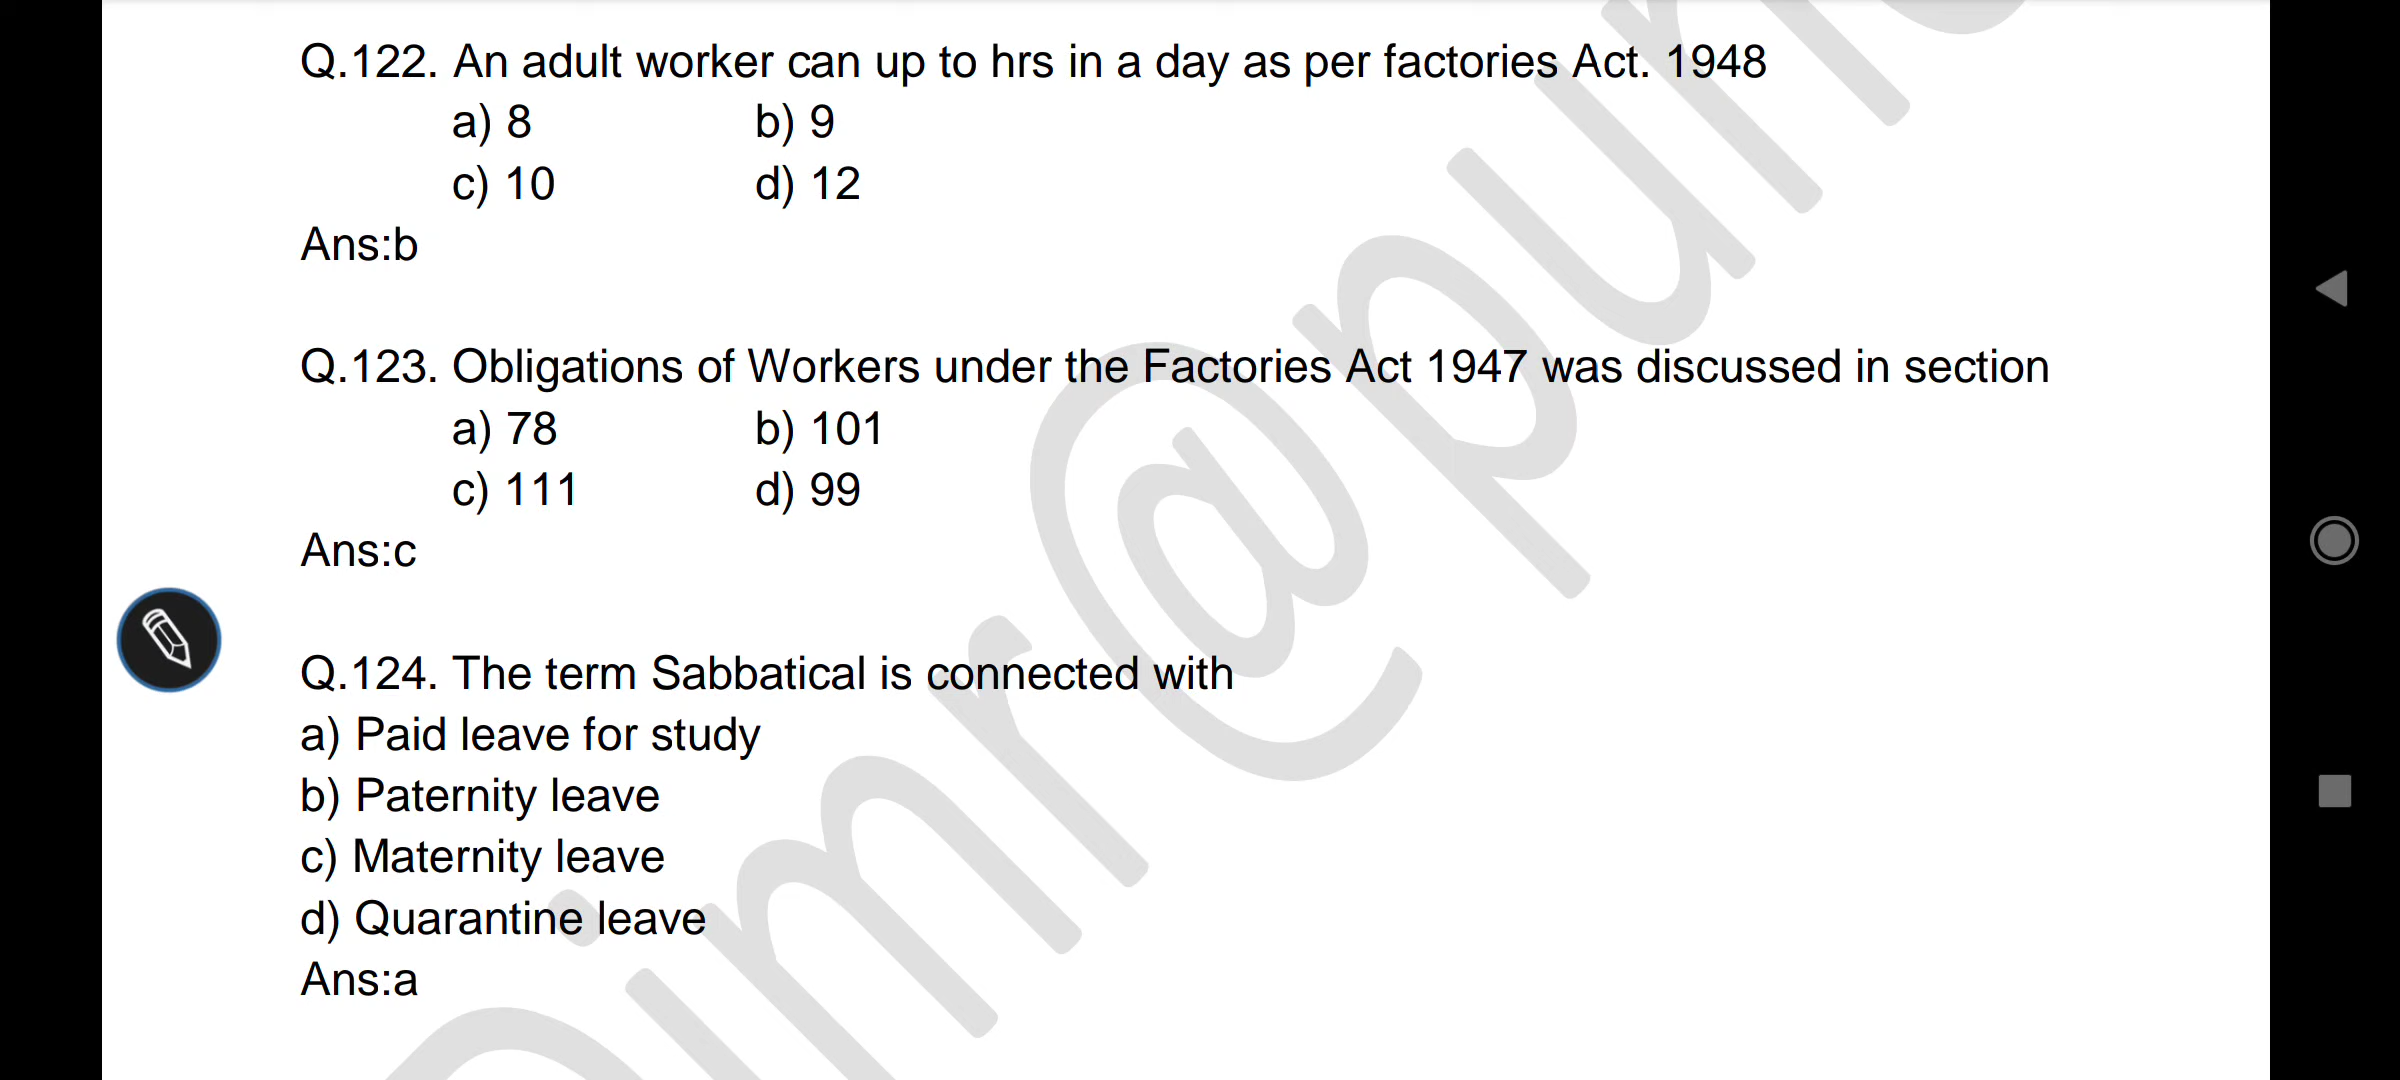 Q.122. An adult worker can up to hrs in a day as per factories Act. 1948
a) 8 b) 9
c) 10 d) 12
Ans:b
Q.123. Obligations of Workers under the Factories Act 1947 was discussed in section
a) 78 b) 101
c) 111 d) 99
Ans:c
Q.124. The term Sabbatical is connected with
a) Paid leave for study
b) Paternity leave
c) Maternity leave
d) Quarantine leave
Ans:a